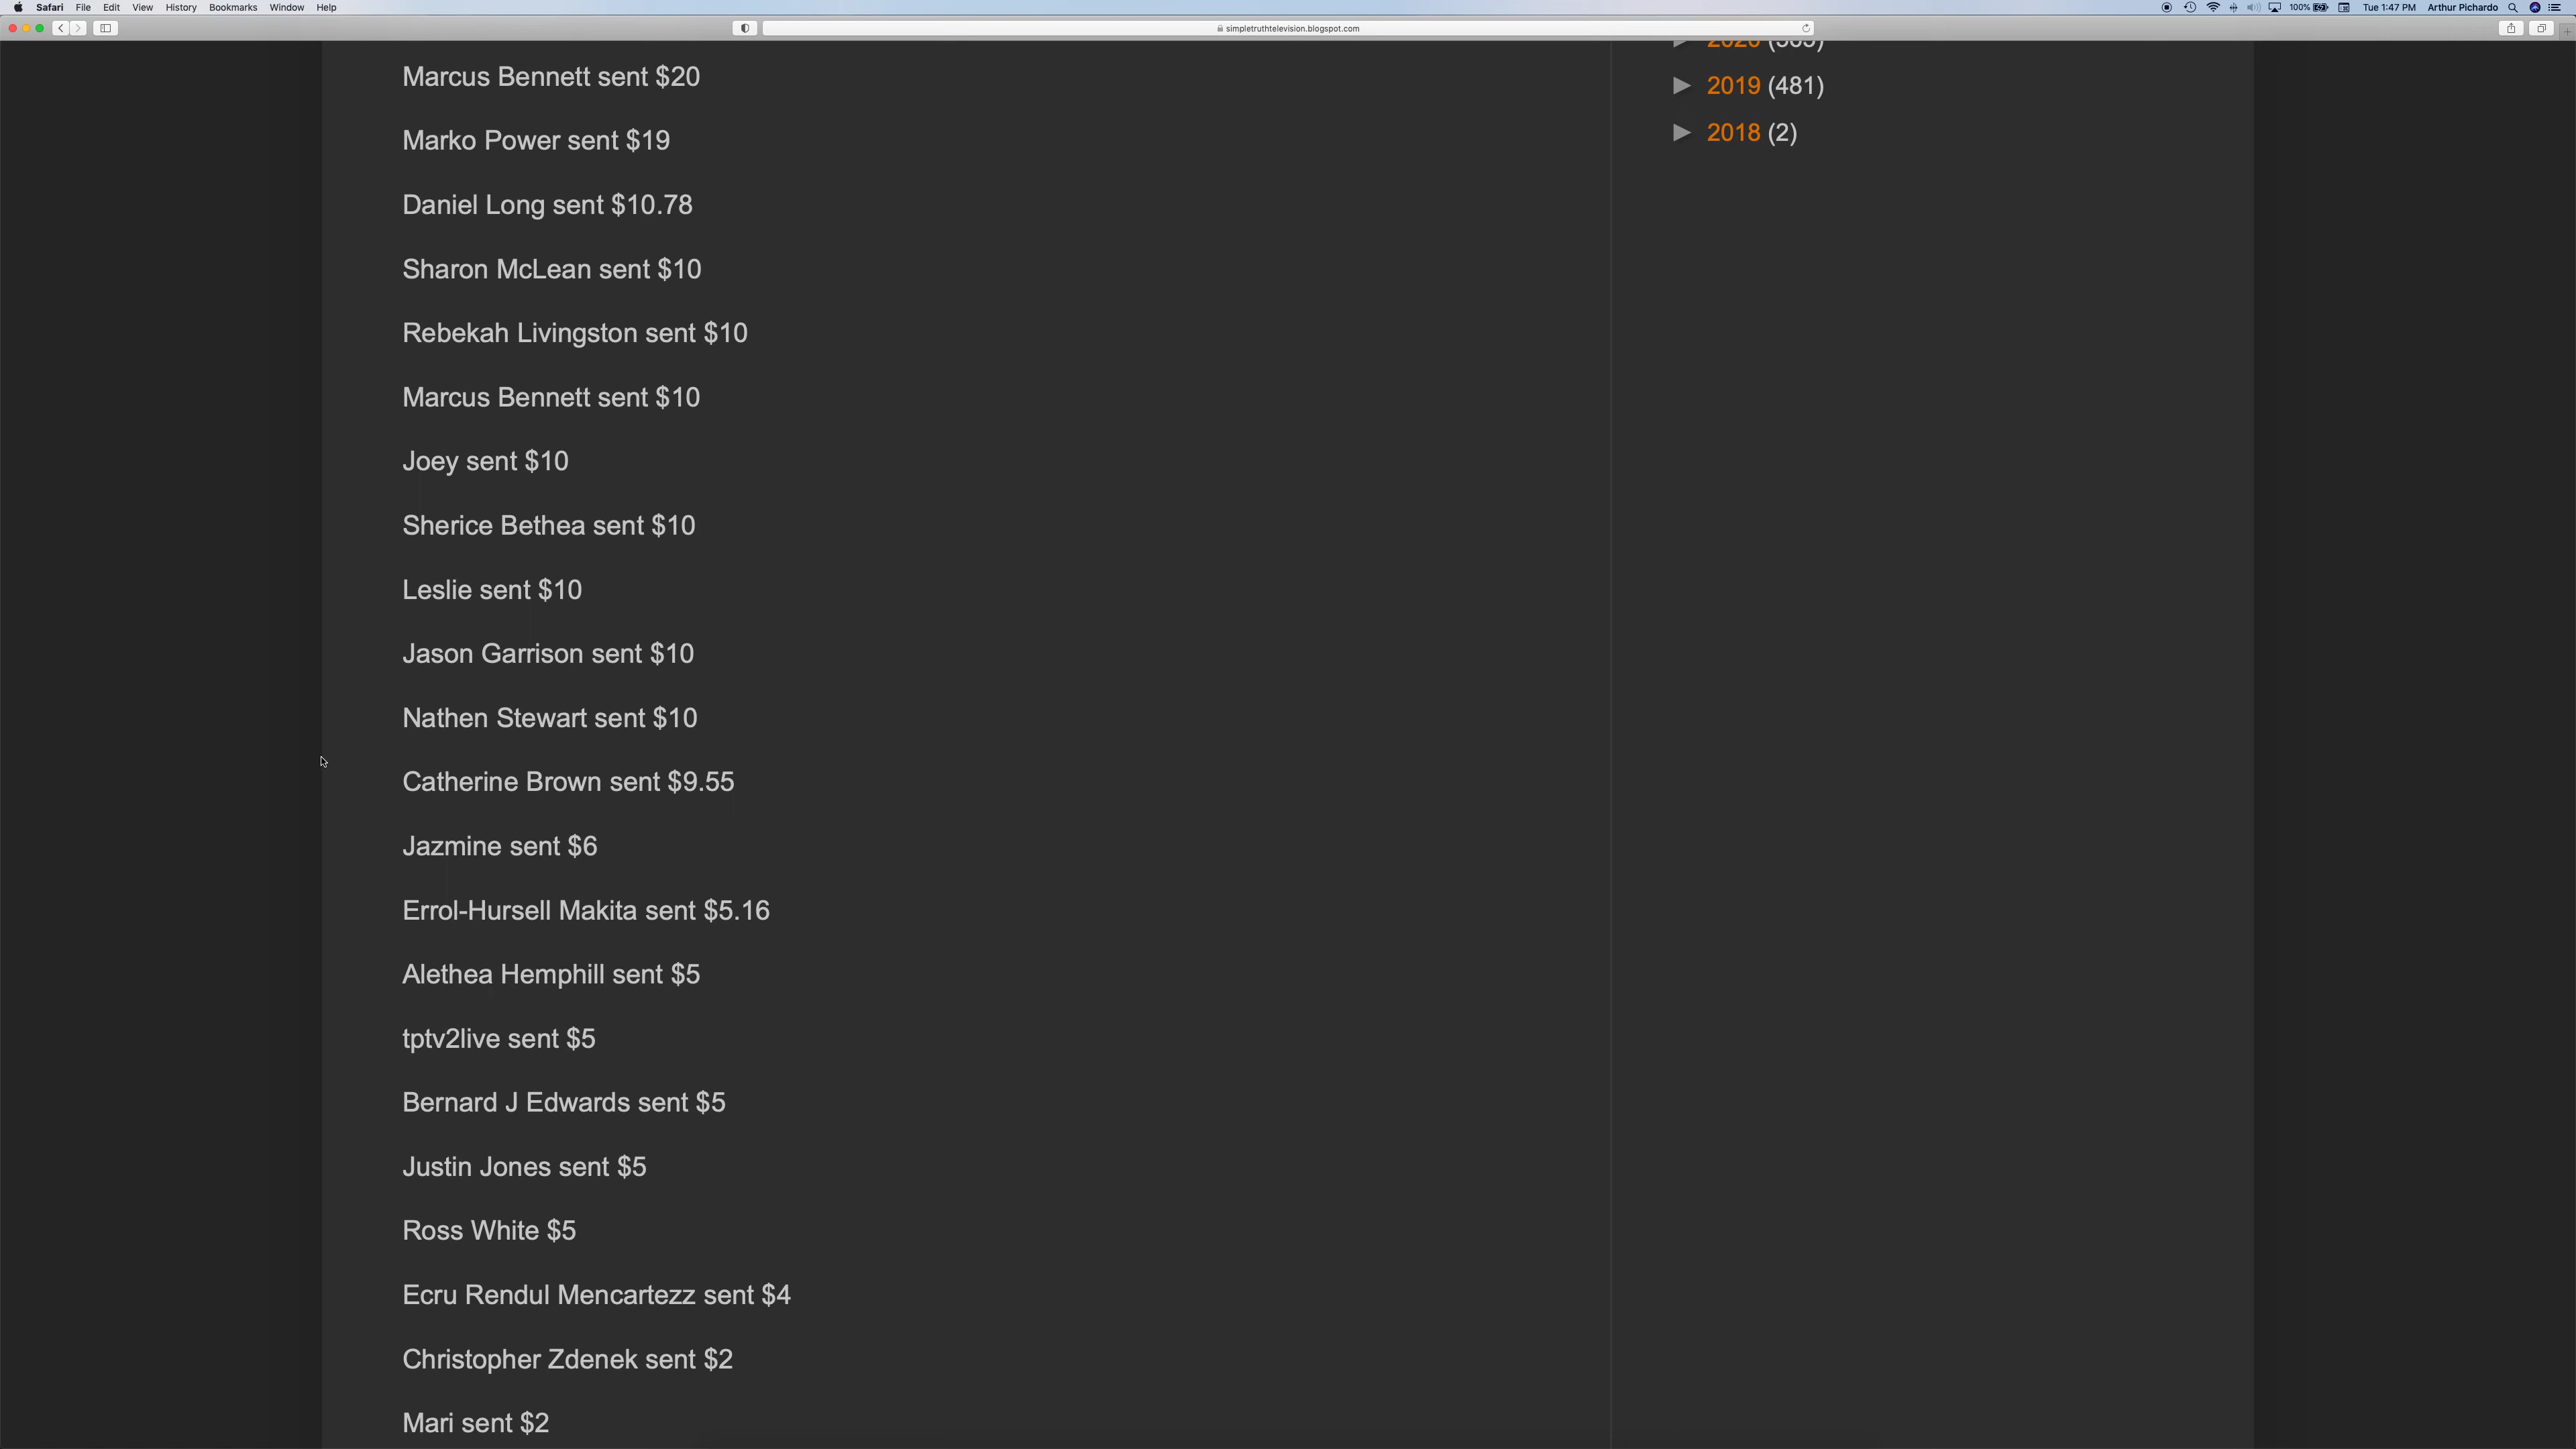 Safari File Edit View History Bookmarks Window Help
100% Tue 1:47 PM Arthur Pichardo
simpletruthtelevision.blogspot.com
Marcus Bennett sent $20
Marko Power sent $19
Daniel Long sent $10.78
Sharon McLean sent $10
Rebekah Livingston sent $10
Marcus Bennett sent $10
Joey sent $10
Sherice Bethea sent $10
Leslie sent $10
Jason Garrison sent $10
Nathen Stewart sent $10
Catherine Brown sent $9.55
Jazmine sent $6
Errol-Hursell Makita sent $5.16
Alethea Hemphill sent $5
tptv2live sent $5
Bernard J Edwards sent $5
Justin Jones sent $5
Ross White $5
Ecru Rendul Mencartezz sent $4
Christopher Zdenek sent $2
Mari sent $2
2020
2019 (481)
2018 (2)